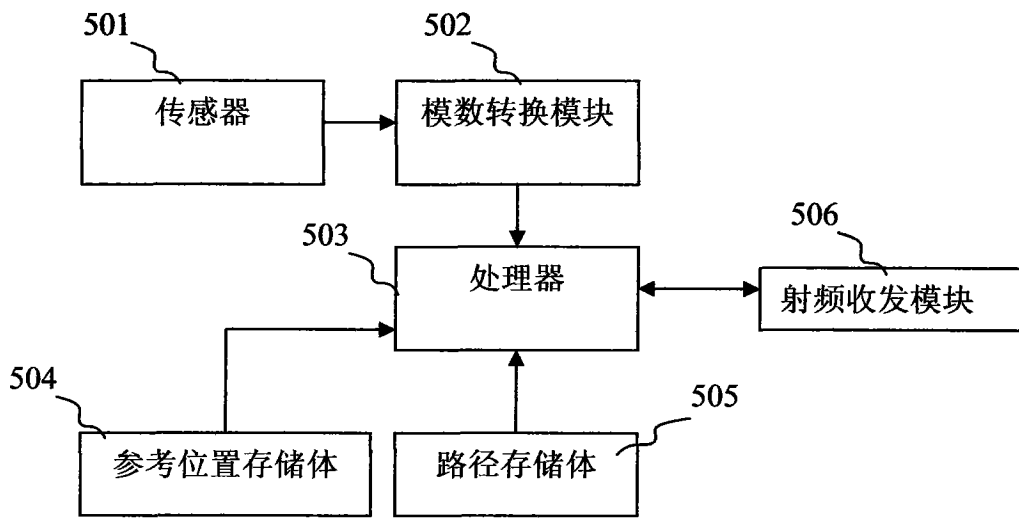 501
502
传感器
模数转换模块
503
506
处理器
射频收发模块
504
505
参考位置存储体
路径存储体